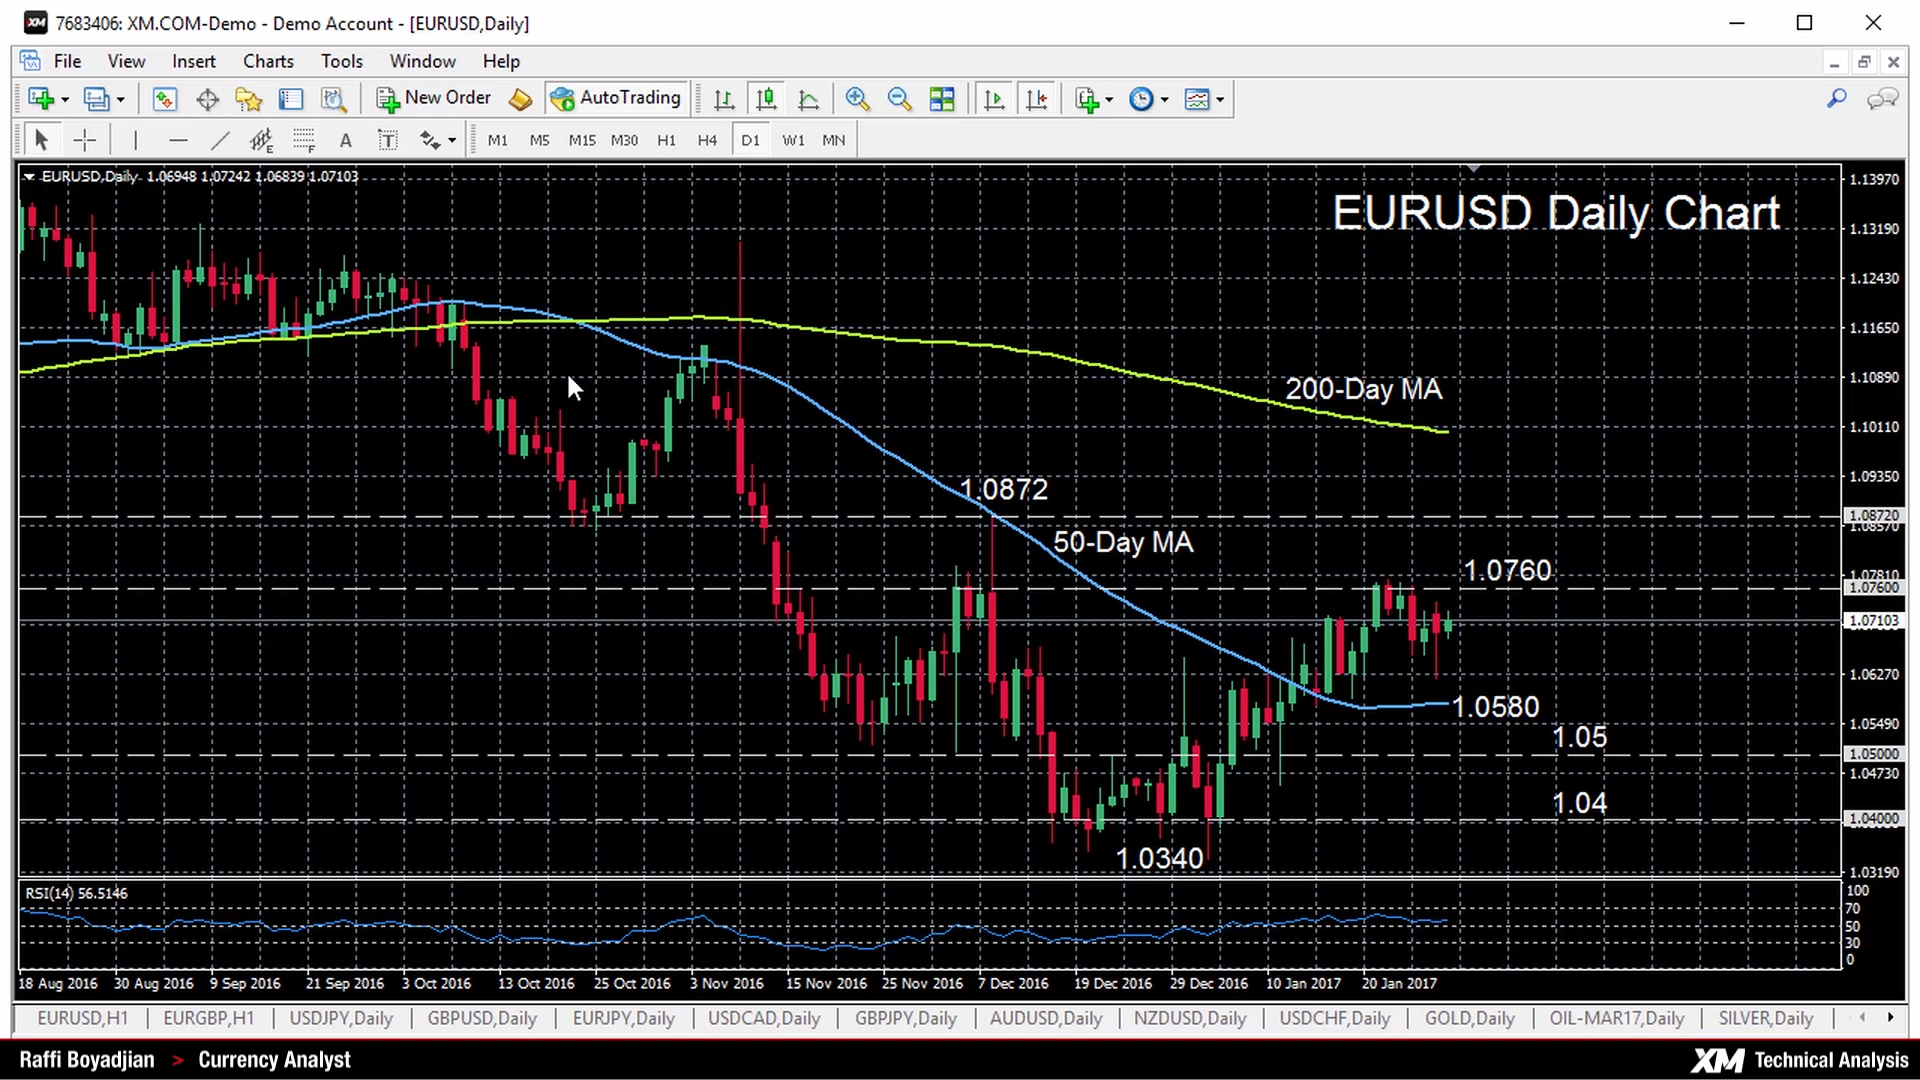 7683406: XM.COM-Demo - Demo Account - [EURUSD,Daily]
File View Insert Charts Tools Window Help
New Order AutoTrading
M1 M5 M15 M30 H1 H4 D1 W1 MN
EURUSD,Daily 1.06948 1.07242 1.06839 1.07103
EURUSD Daily Chart
200-Day MA
1.0872
50-Day MA
1.0760
1.0580
1.05
1.04
1.0340
1.13970
1.13190
1.12430
1.11650
1.10890
1.10110
1.09350
1.08720
1.08570
1.07810
1.07600
1.07103
1.06270
1.05490
1.05000
1.04730
1.04000
1.03190
RSI(14) 56.5146
100
70
50
30
0
18 Aug 2016 30 Aug 2016 9 Sep 2016 21 Sep 2016 3 Oct 2016 13 Oct 2016 25 Oct 2016 3 Nov 2016 15 Nov 2016 25 Nov 2016 7 Dec 2016 19 Dec 2016 29 Dec 2016 10 Jan 2017 20 Jan 2017
EURUSD,H1 EURGBP,H1 USDJPY,Daily GBPUSD,Daily EURJPY,Daily USDCAD,Daily GBPJPY,Daily AUDUSD,Daily NZDUSD,Daily USDCHF,Daily GOLD,Daily OIL-MAR17,Daily SILVER,Daily
Raffi Boyadjian > Currency Analyst
XM Technical Analysis